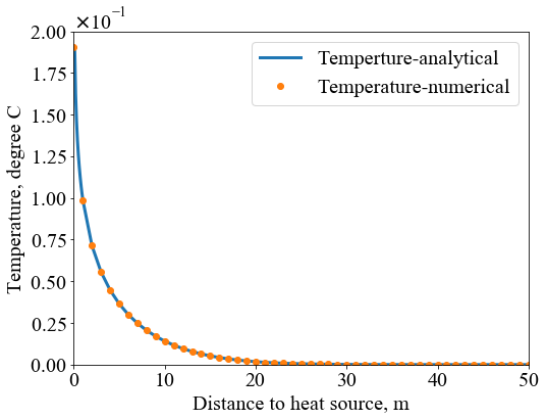 ×10⁻¹
2.00
1.75
1.50
1.25
1.00
0.75
0.50
0.25
0.00
Temperature, degree C
Temperture-analytical
Temperature-numerical
0 10 20 30 40 50
Distance to heat source, m